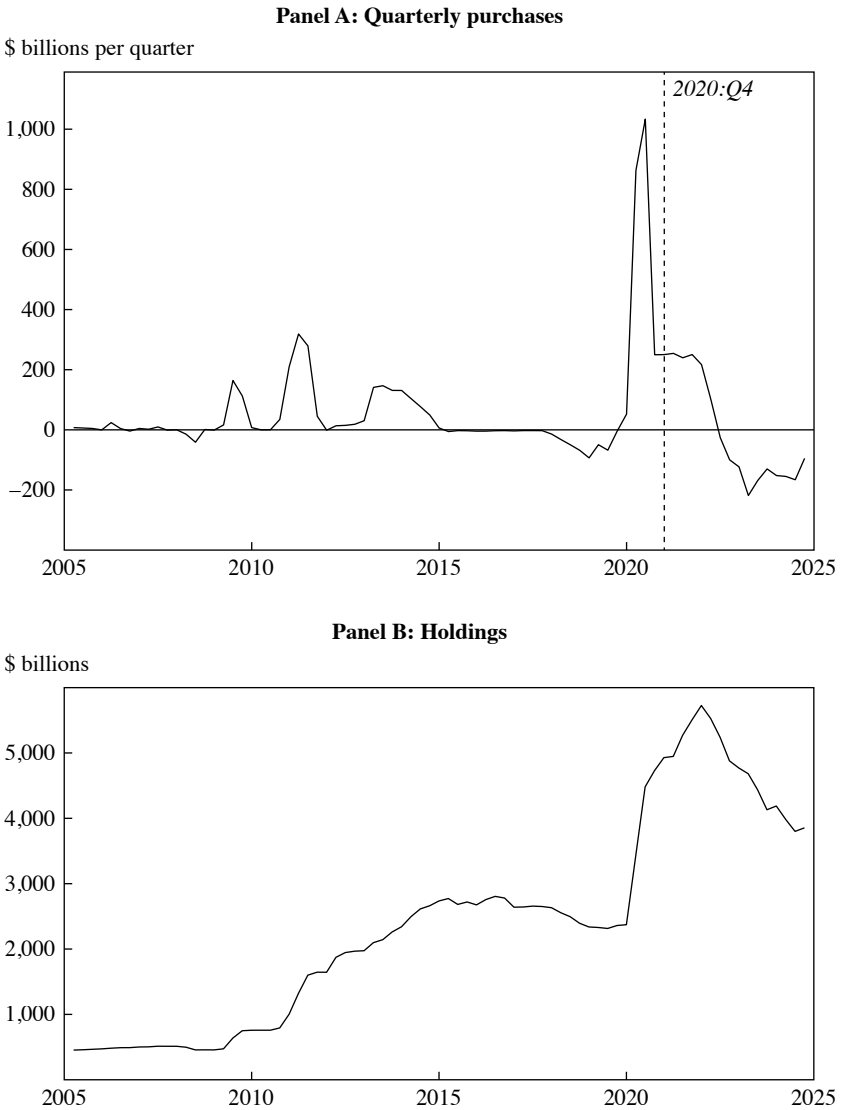 Panel A: Quarterly purchases
$ billions per quarter
2020:Q4
1,000
800
600
400
200
0
–200
2005 2010 2015 2020 2025
Panel B: Holdings
$ billions
5,000
4,000
3,000
2,000
1,000
2005 2010 2015 2020 2025